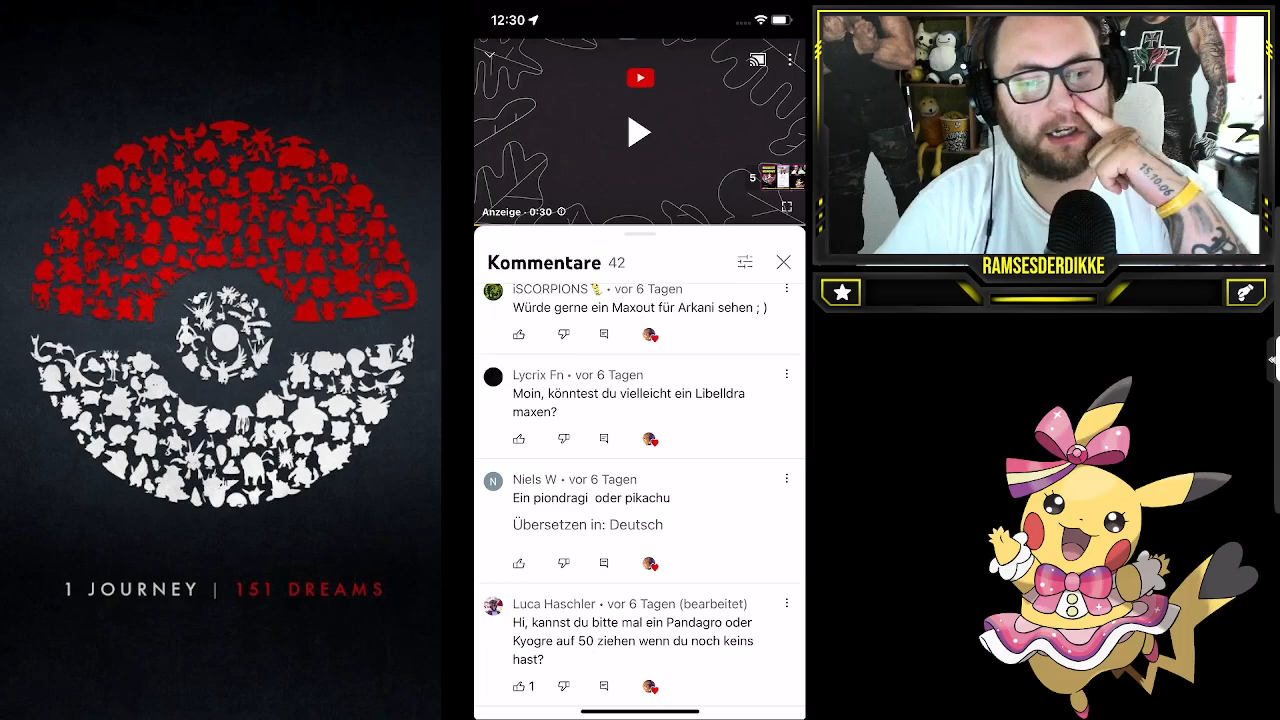 12:30
Anzeige · 0:30
5
Kommentare 42
iSCORPIONS • vor 6 Tagen
Würde gerne ein Maxout für Arkani sehen ; )
Lycrix Fn • vor 6 Tagen
Moin, könntest du vielleicht ein Libelldra
maxen?
N
Niels W • vor 6 Tagen
Ein piondragi oder pikachu
Übersetzen in: Deutsch
Luca Haschler • vor 6 Tagen (bearbeitet)
Hi, kannst du bitte mal ein Pandagro oder
Kyogre auf 50 ziehen wenn du noch keins
hast?
1
1 JOURNEY | 151 DREAMS
15.10.06
RAMSESDERDIKKE